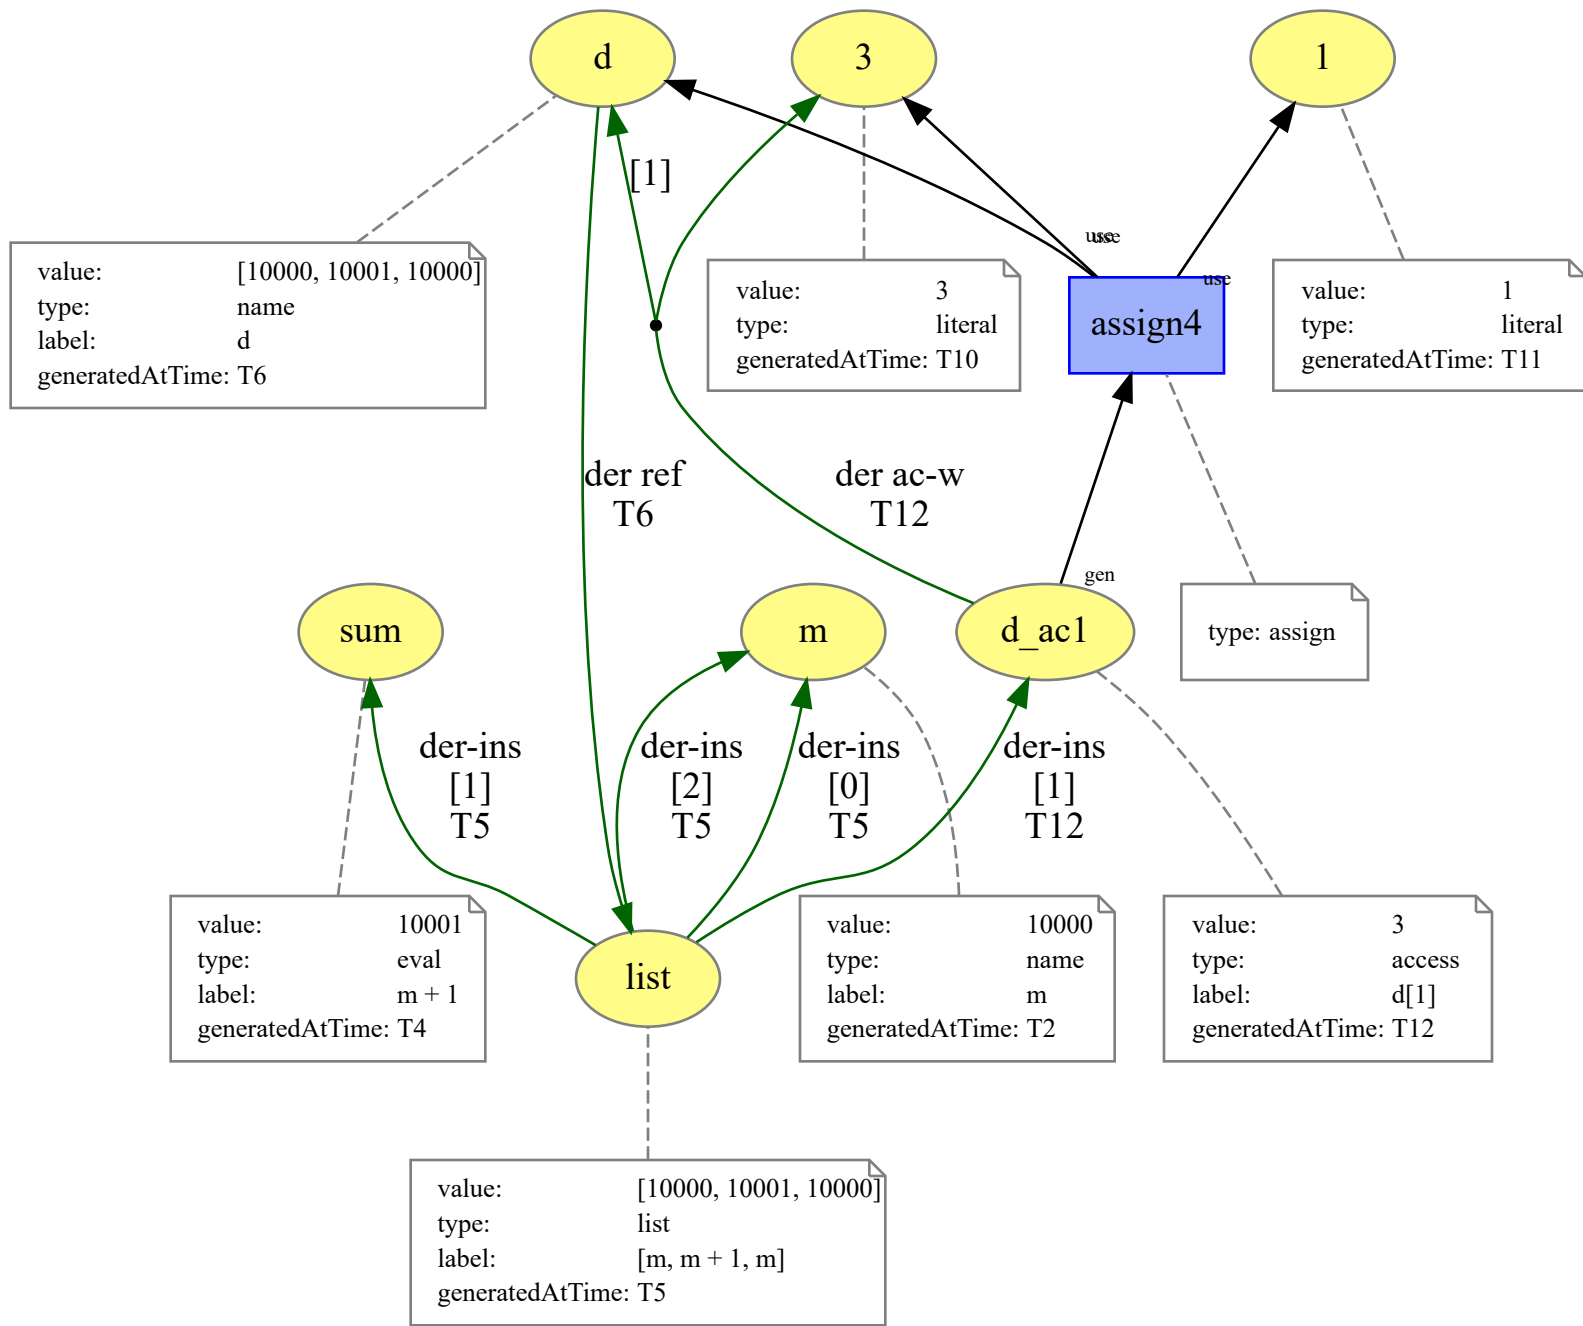 d
3
1
[1]
use
use
use
value: [10000, 10001, 10000]
type: name
label: d
generatedAtTime: T6
value: 3
type: literal
generatedAtTime: T10
assign4
value: 1
type: literal
generatedAtTime: T11
der ref
T6
der ac-w
T12
gen
sum
m
d_ac1
type: assign
der-ins
[1]
T5
der-ins
[2]
T5
der-ins
[0]
T5
der-ins
[1]
T12
value: 10001
type: eval
label: m + 1
generatedAtTime: T4
list
value: 10000
type: name
label: m
generatedAtTime: T2
value: 3
type: access
label: d[1]
generatedAtTime: T12
value: [10000, 10001, 10000]
type: list
label: [m, m + 1, m]
generatedAtTime: T5